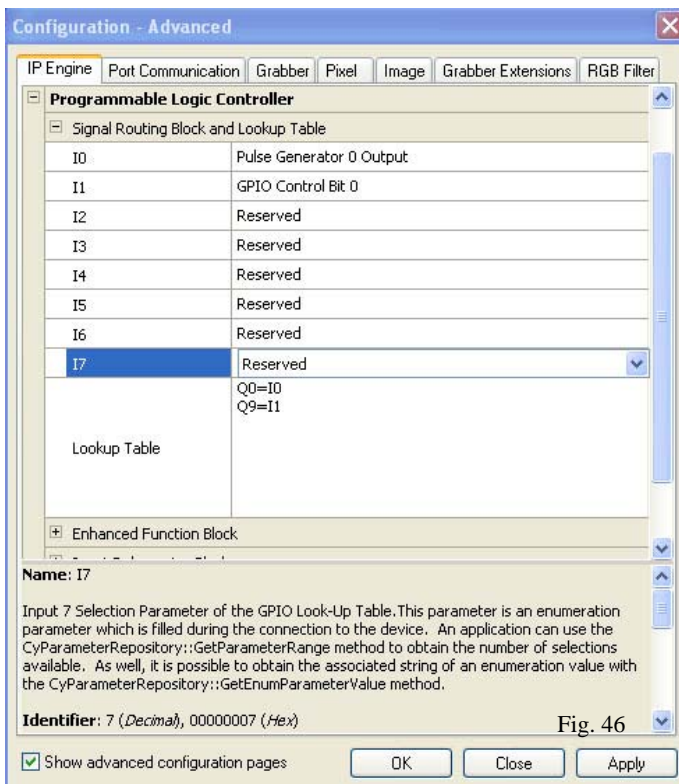 Configuration - Advanced
IP Engine Port Communication Grabber Pixel Image Grabber Extensions RGB Filter
Programmable Logic Controller
Signal Routing Block and Lookup Table
I0 Pulse Generator 0 Output
I1 GPIO Control Bit 0
I2 Reserved
I3 Reserved
I4 Reserved
I5 Reserved
I6 Reserved
I7 Reserved
Q0=I0
Q9=I1
Lookup Table
Enhanced Function Block
Name: I7
Input 7 Selection Parameter of the GPIO Look-Up Table.This parameter is an enumeration
parameter which is filled during the connection to the device. An application can use the
CyParameterRepository::GetParameterRange method to obtain the number of selections
available. As well, it is possible to obtain the associated string of an enumeration value with
the CyParameterRepository::GetEnumParameterValue method.
Identifier: 7 (Decimal), 00000007 (Hex)
Fig. 46
Show advanced configuration pages OK Close Apply